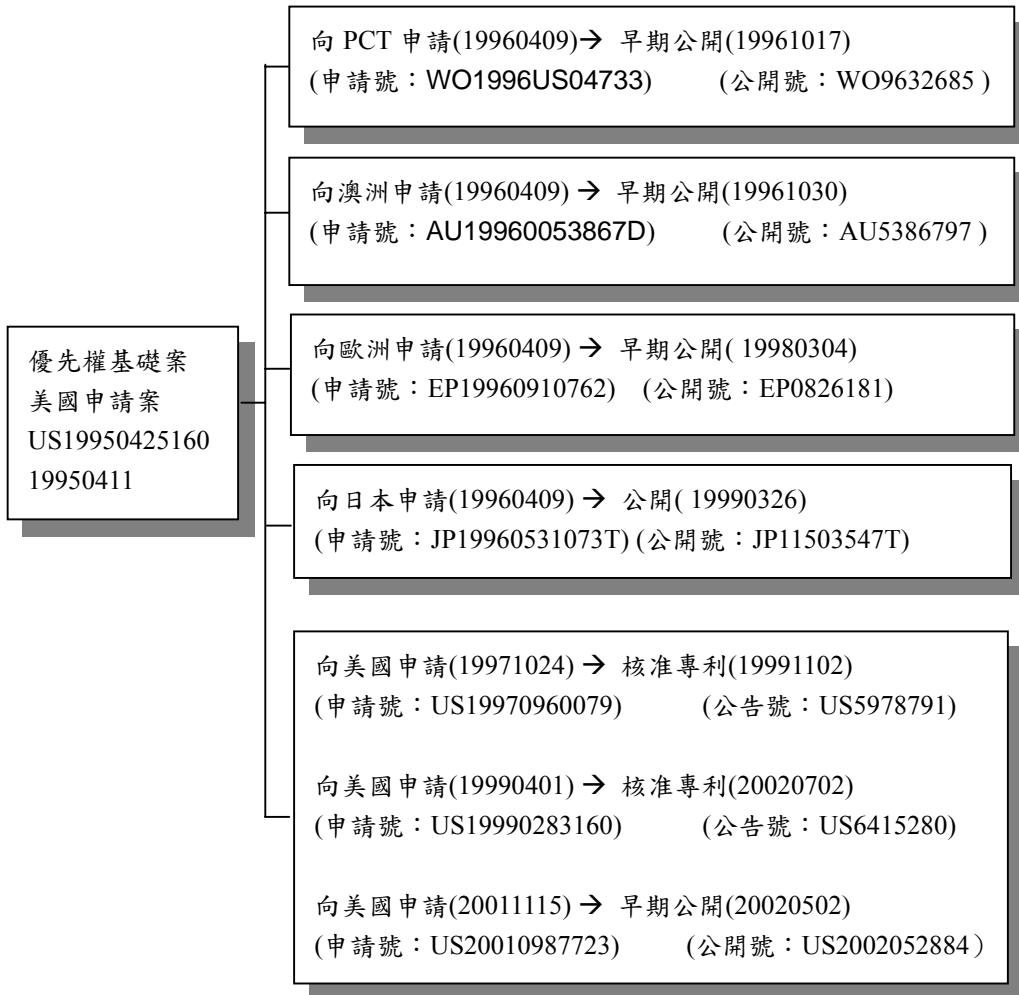 向 PCT 申請(19960409)→ 早期公開(19961017)
(申請號：WO1996US04733) (公開號：WO9632685 )
向澳洲申請(19960409) → 早期公開(19961030)
(申請號：AU19960053867D) (公開號：AU5386797 )
優先權基礎案
美國申請案
US19950425160
19950411
向歐洲申請(19960409) → 早期公開( 19980304)
(申請號：EP19960910762) (公開號：EP0826181)
向日本申請(19960409) → 公開( 19990326)
(申請號：JP19960531073T) (公開號：JP11503547T)
向美國申請(19971024) → 核准專利(19991102)
(申請號：US19970960079) (公告號：US5978791)
向美國申請(19990401) → 核准專利(20020702)
(申請號：US19990283160) (公告號：US6415280)
向美國申請(20011115) → 早期公開(20020502)
(申請號：US20010987723) (公開號：US2002052884）